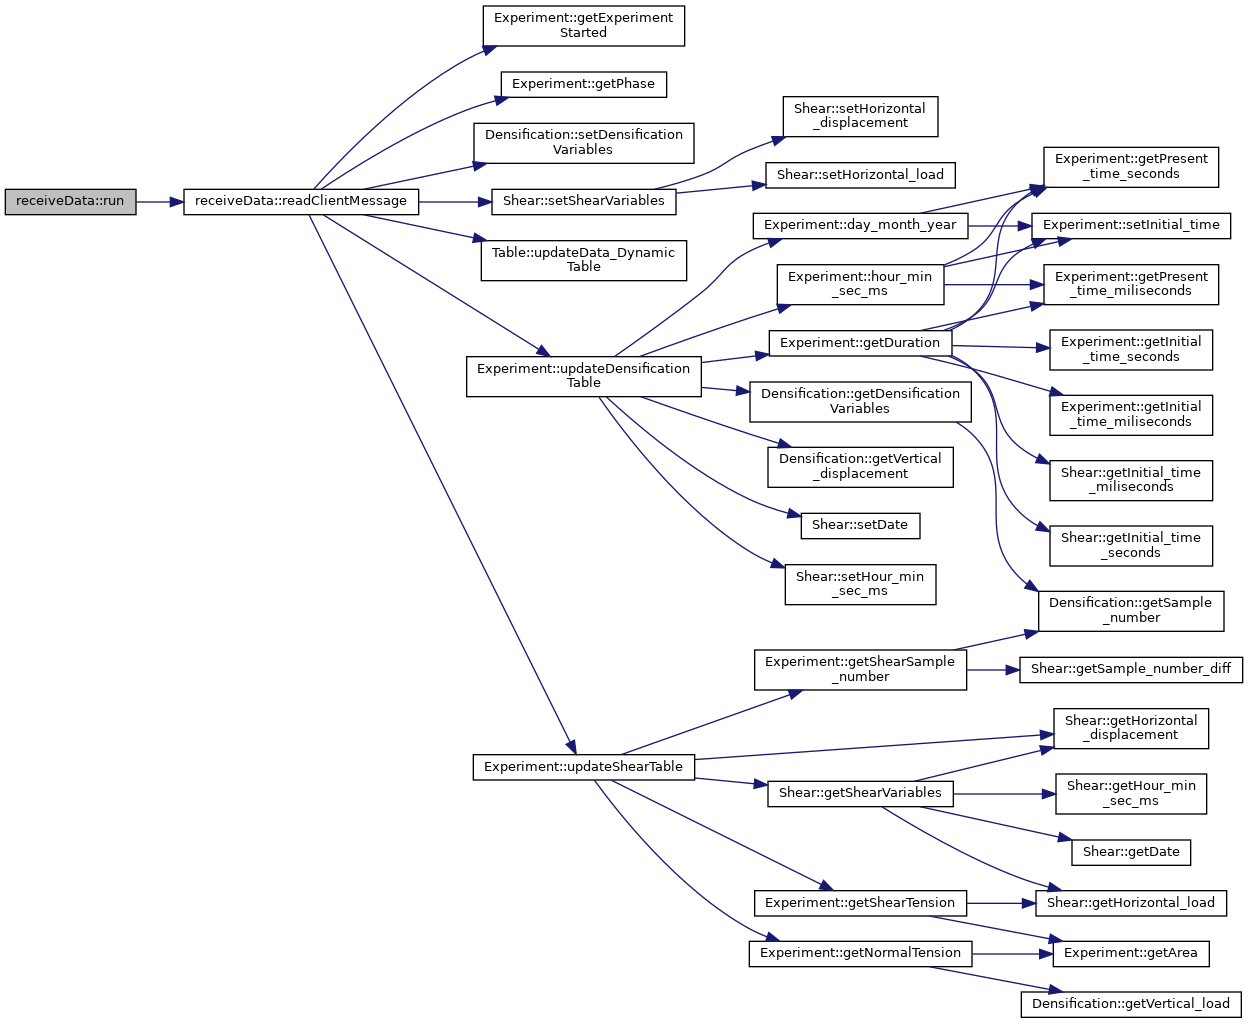 receiveData::run
receiveData::readClientMessage
Experiment::getExperiment
Started
Experiment::getPhase
Densification::setDensification
Variables
Shear::setShearVariables
Table::updateData_Dynamic
Table
Experiment::updateDensification
Table
Experiment::updateShearTable
Shear::setHorizontal
_displacement
Shear::setHorizontal_load
Experiment::day_month_year
Experiment::hour_min
_sec_ms
Experiment::getDuration
Densification::getDensification
Variables
Densification::getVertical
_displacement
Shear::setDate
Shear::setHour_min
_sec_ms
Experiment::getShearSample
_number
Shear::getShearVariables
Experiment::getShearTension
Experiment::getNormalTension
Experiment::getPresent
_time_seconds
Experiment::setInitial_time
Experiment::getPresent
_time_miliseconds
Experiment::getInitial
_time_seconds
Experiment::getInitial
_time_miliseconds
Shear::getInitial_time
_miliseconds
Shear::getInitial_time
_seconds
Densification::getSample
_number
Shear::getSample_number_diff
Shear::getHorizontal
_displacement
Shear::getHour_min
_sec_ms
Shear::getDate
Shear::getHorizontal_load
Experiment::getArea
Densification::getVertical_load